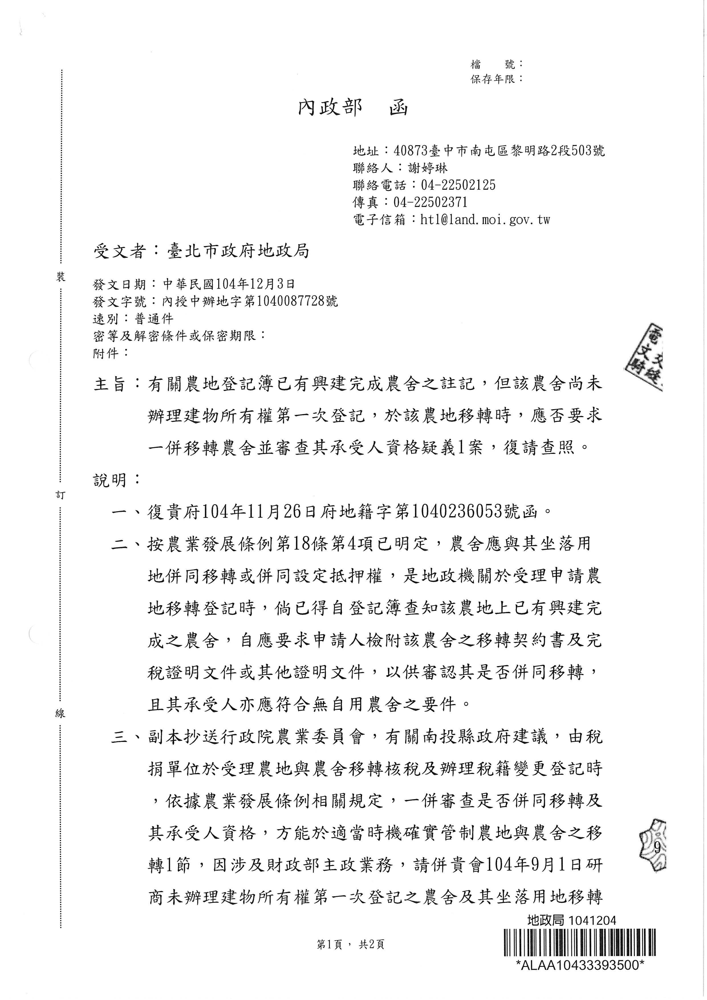 檔　　號：
保存年限：
內政部　函
地址：40873臺中市南屯區黎明路2段503號
聯絡人：謝婷琳
聯絡電話：04-22502125
傳真：04-22502371
電子信箱：htl@land.moi.gov.tw
受文者：臺北市政府地政局
發文日期：中華民國104年12月3日
發文字號：內授中辦地字第1040087728號
速別：普通件
密等及解密條件或保密期限：
附件：
主旨：有關農地登記簿已有興建完成農舍之註記，但該農舍尚未
辦理建物所有權第一次登記，於該農地移轉時，應否要求
一併移轉農舍並審查其承受人資格疑義1案，復請查照。
說明：
一、復貴府104年11月26日府地籍字第1040236053號函。
二、按農業發展條例第18條第4項已明定，農舍應與其坐落用
地併同移轉或併同設定抵押權，是地政機關於受理申請農
地移轉登記時，倘已得自登記簿查知該農地上已有興建完
成之農舍，自應要求申請人檢附該農舍之移轉契約書及完
稅證明文件或其他證明文件，以供審認其是否併同移轉，
且其承受人亦應符合無自用農舍之要件。
三、副本抄送行政院農業委員會，有關南投縣政府建議，由稅
捐單位於受理農地與農舍移轉核稅及辦理稅籍變更登記時
，依據農業發展條例相關規定，一併審查是否併同移轉及
其承受人資格，方能於適當時機確實管制農地與農舍之移
轉1節，因涉及財政部主政業務，請併貴會104年9月1日研
商未辦理建物所有權第一次登記之農舍及其坐落用地移轉
裝
訂
線
電交
文縫
騎
9
地政局 1041204
*ALAA10433393500*
第1頁， 共2頁